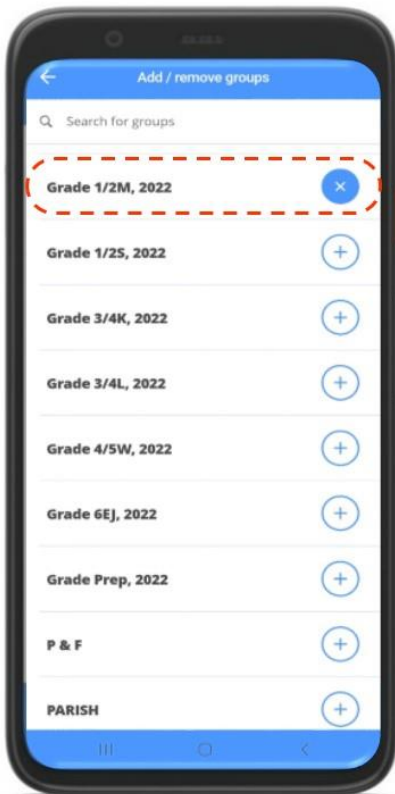 Add / remove groups
Search for groups
Grade 1/2M, 2022
Grade 1/2S, 2022
Grade 3/4K, 2022
Grade 3/4L, 2022
Grade 4/5W, 2022
Grade 6EJ, 2022
Grade Prep, 2022
P & F
PARISH